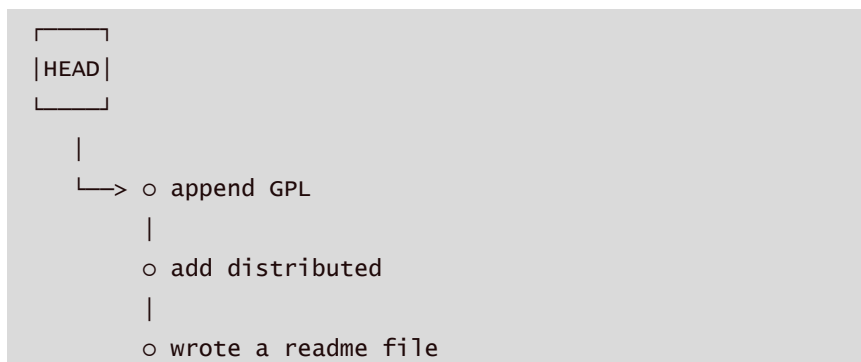 ┌────┐
│HEAD│
└────┘
   │
   └──> ○ append GPL
        │
        ○ add distributed
        │
        ○ wrote a readme file